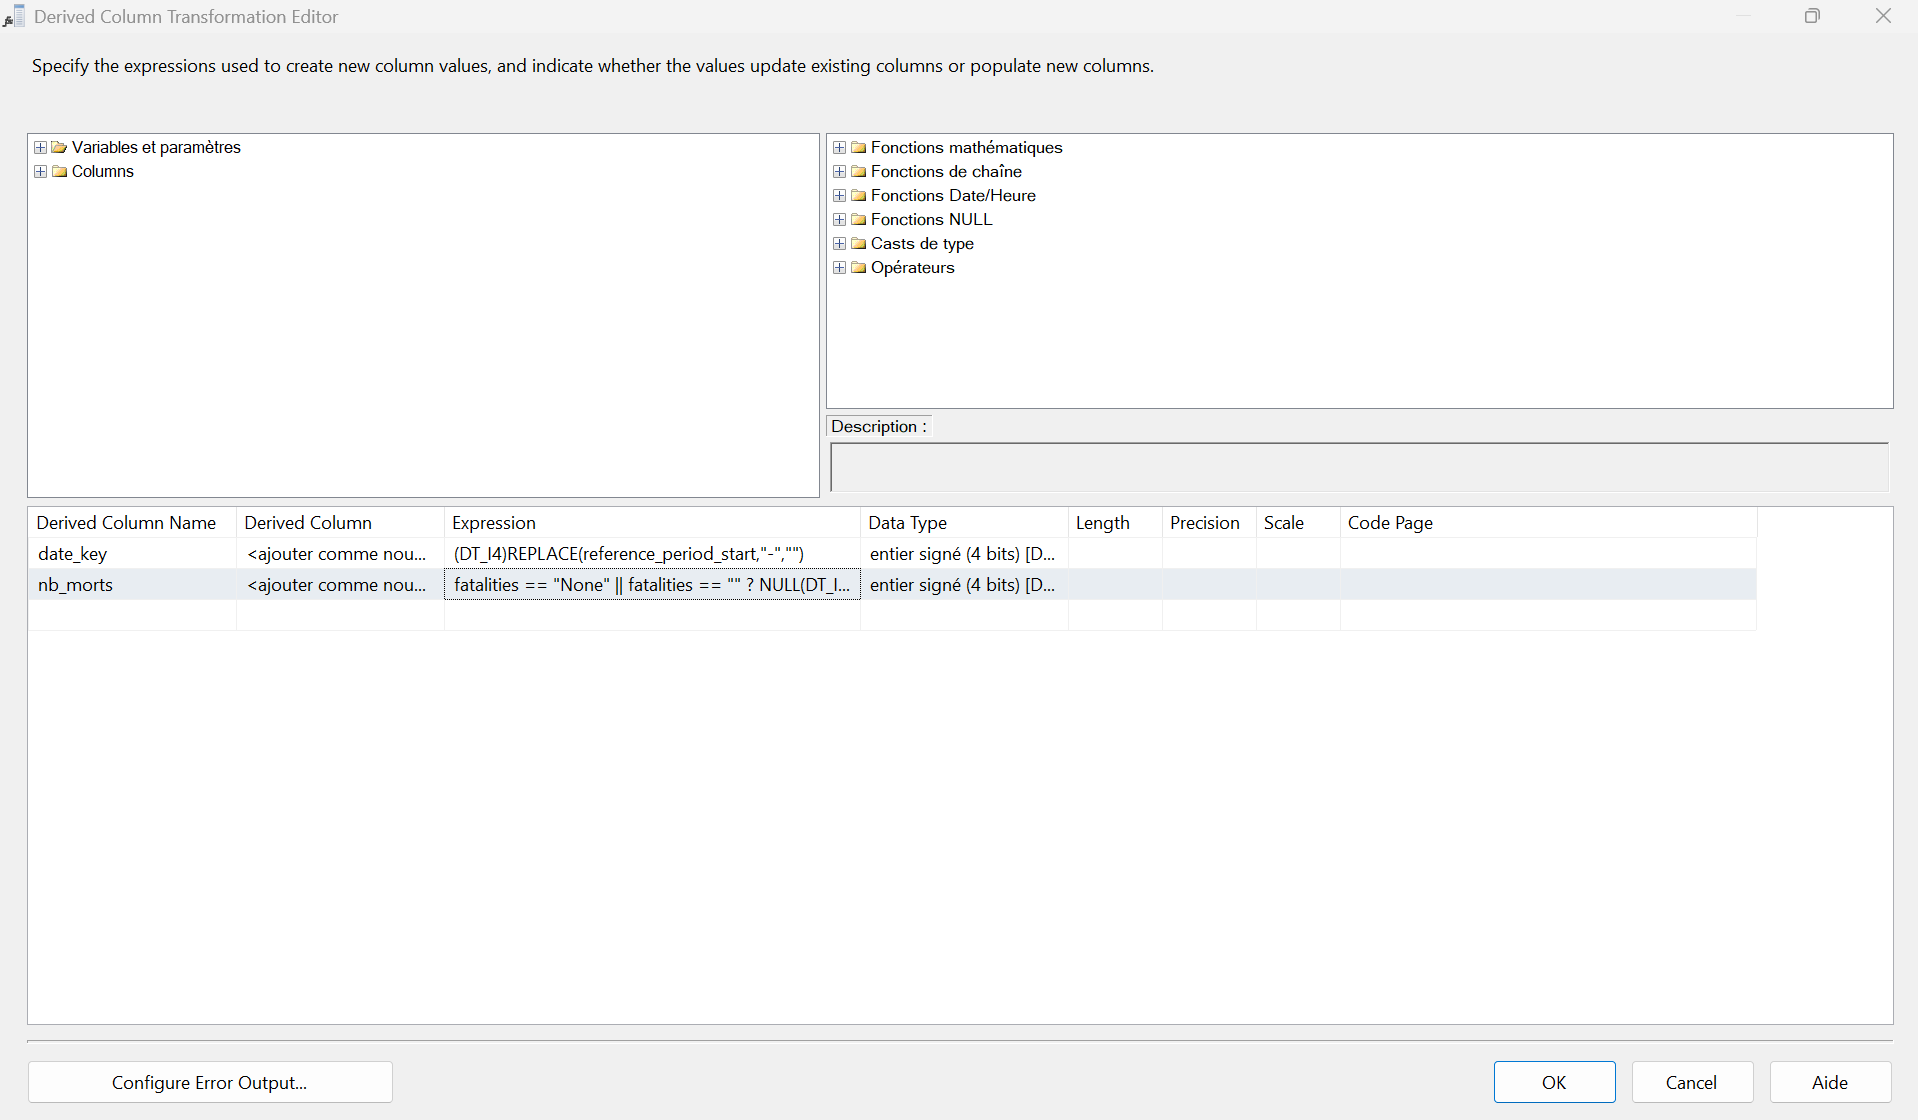 Derived Column Transformation Editor
Specify the expressions used to create new column values, and indicate whether the values update existing columns or populate new columns.
Variables et paramètres
Columns
Fonctions mathématiques
Fonctions de chaîne
Fonctions Date/Heure
Fonctions NULL
Casts de type
Opérateurs
Description :
Derived Column Name Derived Column Expression Data Type Length Precision Scale Code Page
date_key <ajouter comme nou... (DT_I4)REPLACE(reference_period_start,"-","") entier signé (4 bits) [D...
nb_morts <ajouter comme nou... fatalities == "None" || fatalities == "" ? NULL(DT_I... entier signé (4 bits) [D...
Configure Error Output... OK Cancel Aide